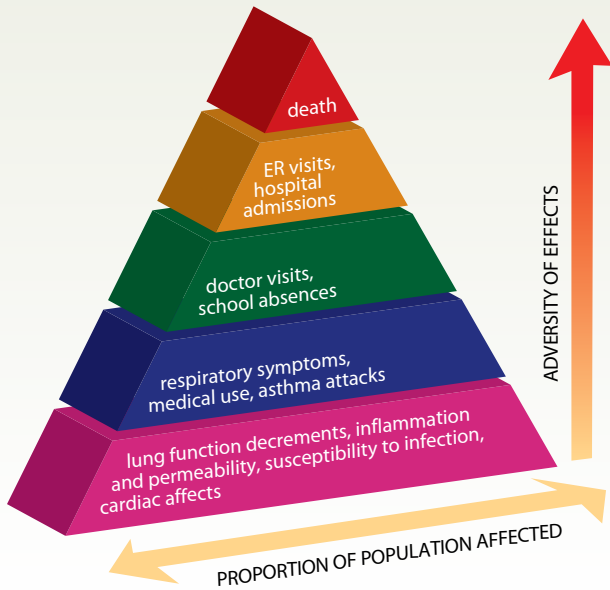 death
ER visits,
hospital
admissions
doctor visits,
school absences
respiratory symptoms,
medical use, asthma attacks
lung function decrements, inflammation
and permeability, susceptibility to infection,
cardiac affects
ADVERSITY OF EFFECTS
PROPORTION OF POPULATION AFFECTED